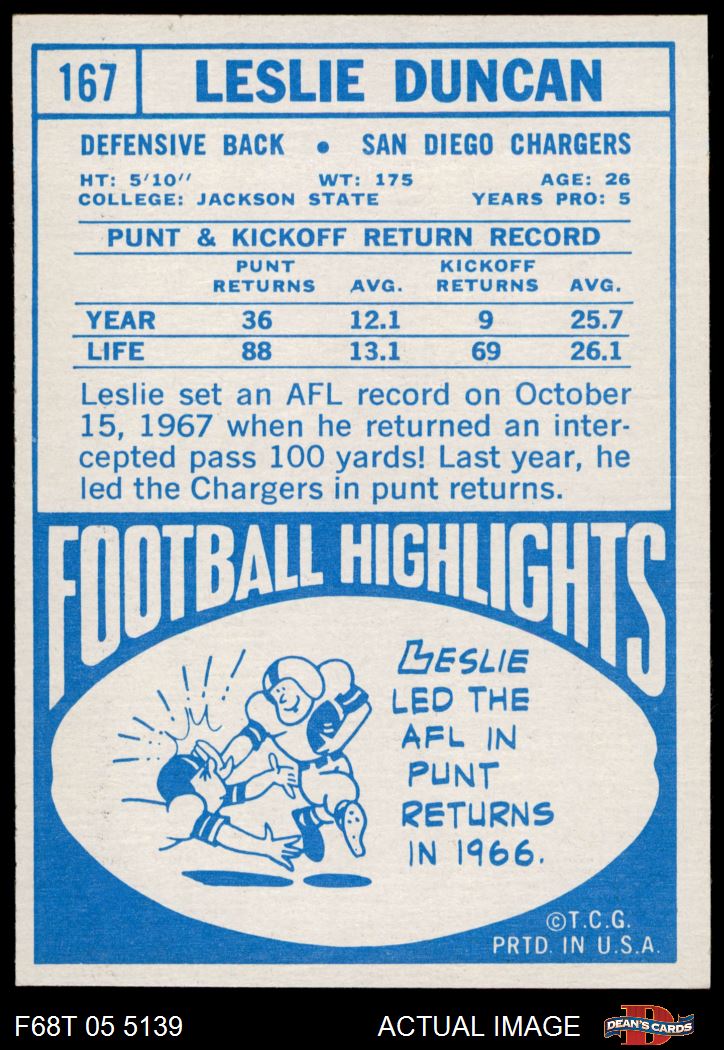 167 LESLIE DUNCAN
DEFENSIVE BACK • SAN DIEGO CHARGERS
HT: 5'10" WT: 175 AGE: 26
COLLEGE: JACKSON STATE YEARS PRO: 5
PUNT & KICKOFF RETURN RECORD
PUNT KICKOFF
RETURNS AVG. RETURNS AVG.
YEAR 36 12.1 9 25.7
LIFE 88 13.1 69 26.1
Leslie set an AFL record on October
15, 1967 when he returned an inter-
cepted pass 100 yards! Last year, he
led the Chargers in punt returns.
FOOTBALL HIGHLIGHTS
LESLIE
LED THE
AFL IN
PUNT
RETURNS
IN 1966.
©T.C.G.
PRTD. IN U.S.A.
F68T 05 5139 ACTUAL IMAGE D DEAN'S CARDS